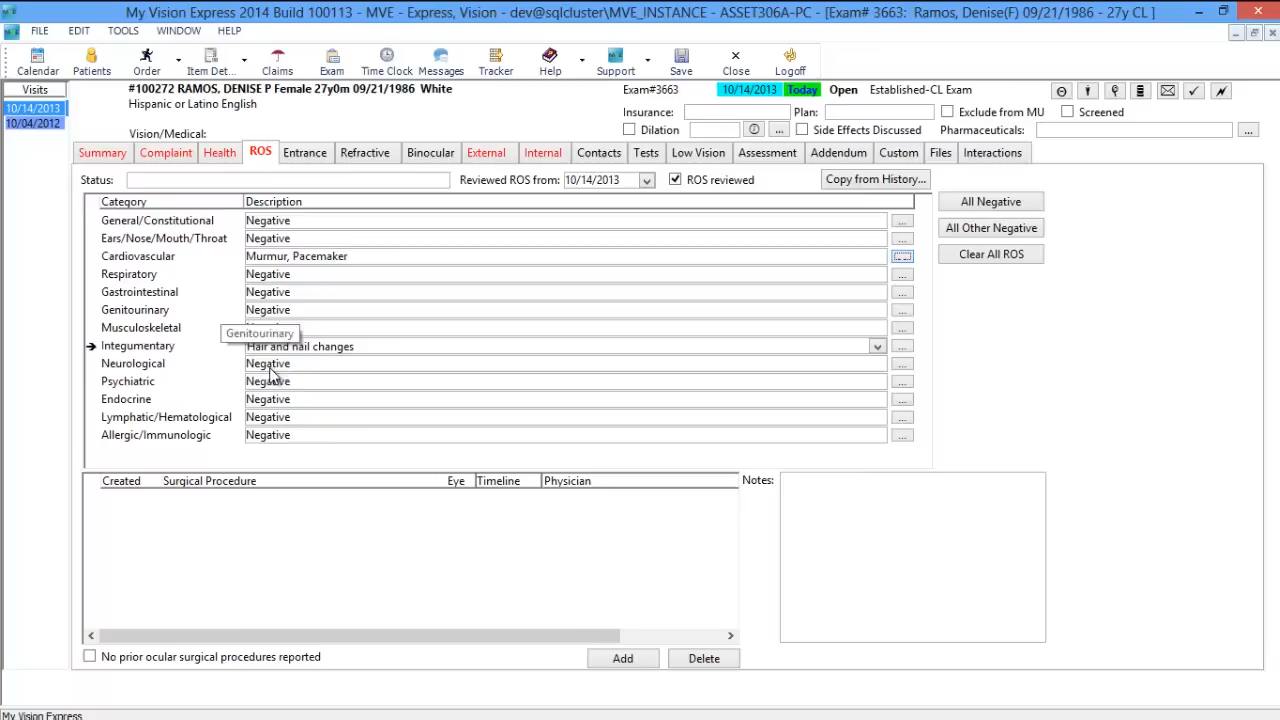 My Vision Express 2014 Build 100113 - MVE - Express, Vision - dev@sqlcluster\MVE_INSTANCE - ASSET306A-PC - [Exam# 3663: Ramos, Denise(F) 09/21/1986 - 27y CL ]
FILE EDIT TOOLS WINDOW HELP
Calendar Patients Order Item Det... Claims Exam Time Clock Messages Tracker Help Support Save Close Logoff
Visits #100272 RAMOS, DENISE P Female 27y0m 09/21/1986 White Exam#3663 10/14/2013 Today Open Established-CL Exam
10/14/2013 Hispanic or Latino English Insurance: Plan: Exclude from MU Screened
10/04/2012 Vision/Medical: Dilation ... Side Effects Discussed Pharmaceuticals: ...
Summary Complaint Health ROS Entrance Refractive Binocular External Internal Contacts Tests Low Vision Assessment Addendum Custom Files Interactions
Status: Reviewed ROS from: 10/14/2013 ROS reviewed Copy from History...
Category Description All Negative
General/Constitutional Negative ...
Ears/Nose/Mouth/Throat Negative ... All Other Negative
Cardiovascular Murmur, Pacemaker ... Clear All ROS
Respiratory Negative ...
Gastrointestinal Negative ...
Genitourinary Negative ...
Musculoskeletal ...
Genitourinary
Integumentary Hair and nail changes ...
Neurological Negative ...
Psychiatric Negative ...
Endocrine Negative ...
Lymphatic/Hematological Negative ...
Allergic/Immunologic Negative ...
Created Surgical Procedure Eye Timeline Physician Notes:
No prior ocular surgical procedures reported Add Delete
My Vision Express